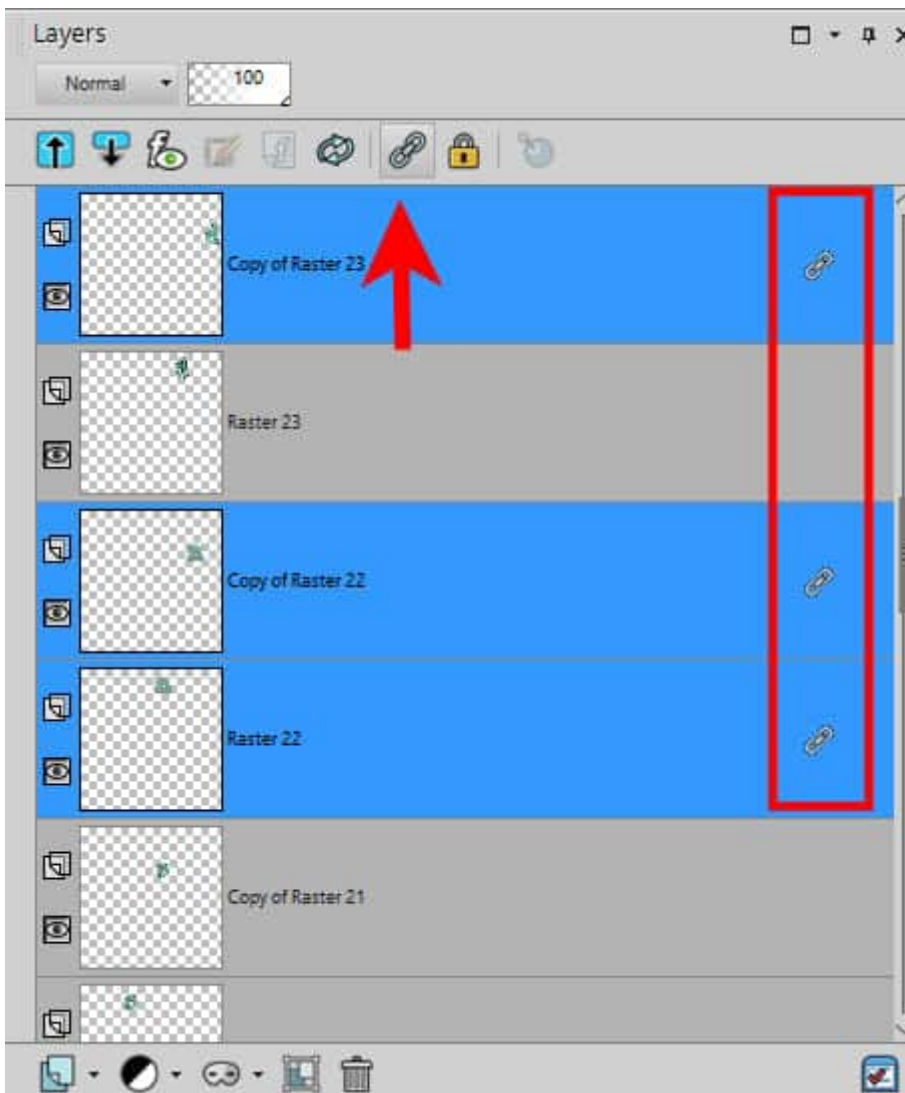 Layers
Normal
100
Copy of Raster 23
Raster 23
Copy of Raster 22
Raster 22
Copy of Raster 21